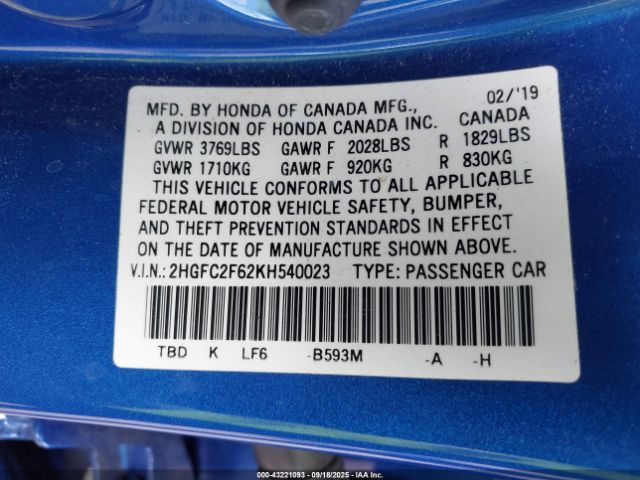 MFD. BY HONDA OF CANADA MFG., 02/'19
A DIVISION OF HONDA CANADA INC. CANADA
GVWR 3769LBS GAWR F 2028LBS R 1829LBS
GVWR 1710KG GAWR F 920KG R 830KG
THIS VEHICLE CONFORMS TO ALL APPLICABLE
FEDERAL MOTOR VEHICLE SAFETY, BUMPER,
AND THEFT PREVENTION STANDARDS IN EFFECT
ON THE DATE OF MANUFACTURE SHOWN ABOVE.
V.I.N.: 2HGFC2F62KH540023 TYPE: PASSENGER CAR
TBD K LF6 -B593M -A -H
000-43221093 - 09/18/2025 - IAA Inc.